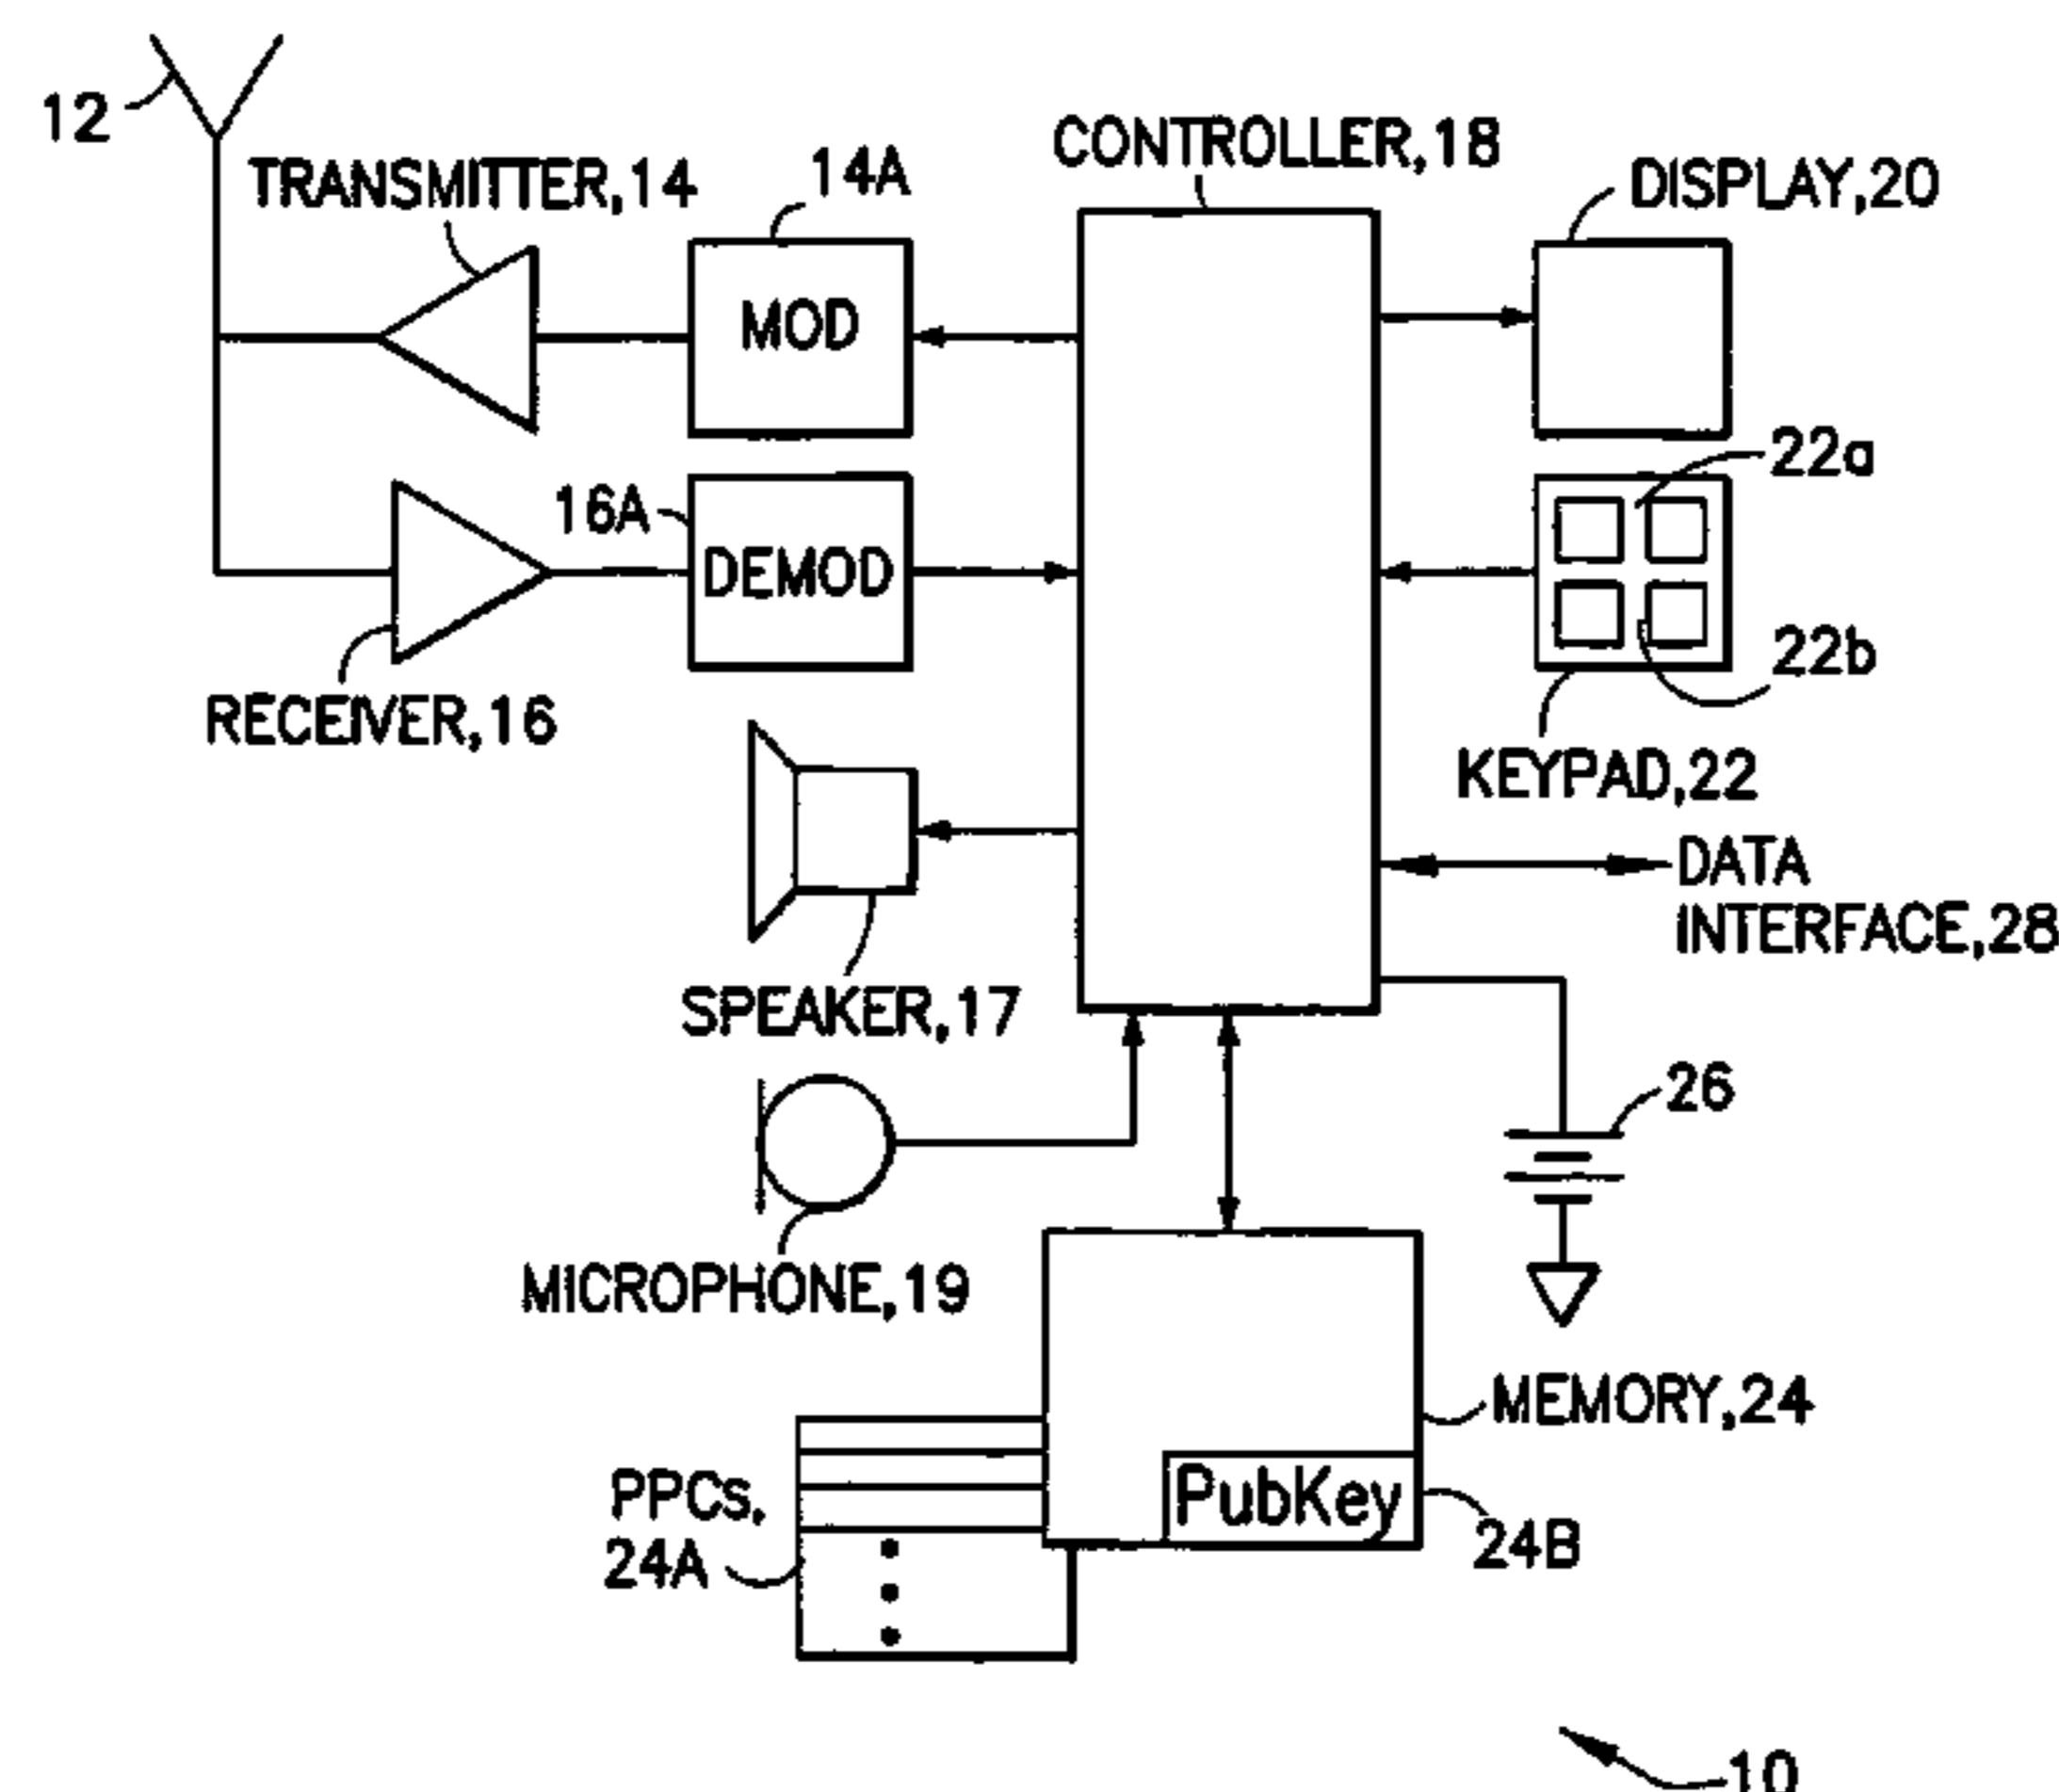 12
TRANSMITTER,14
14A
CONTROLLER,18
DISPLAY,20
MOD
22a
16A
DEMOD
22b
RECEIVER,16
KEYPAD,22
DATA
INTERFACE,28
SPEAKER,17
26
MICROPHONE,19
MEMORY,24
PPCs,
24A
PubKey
24B
10